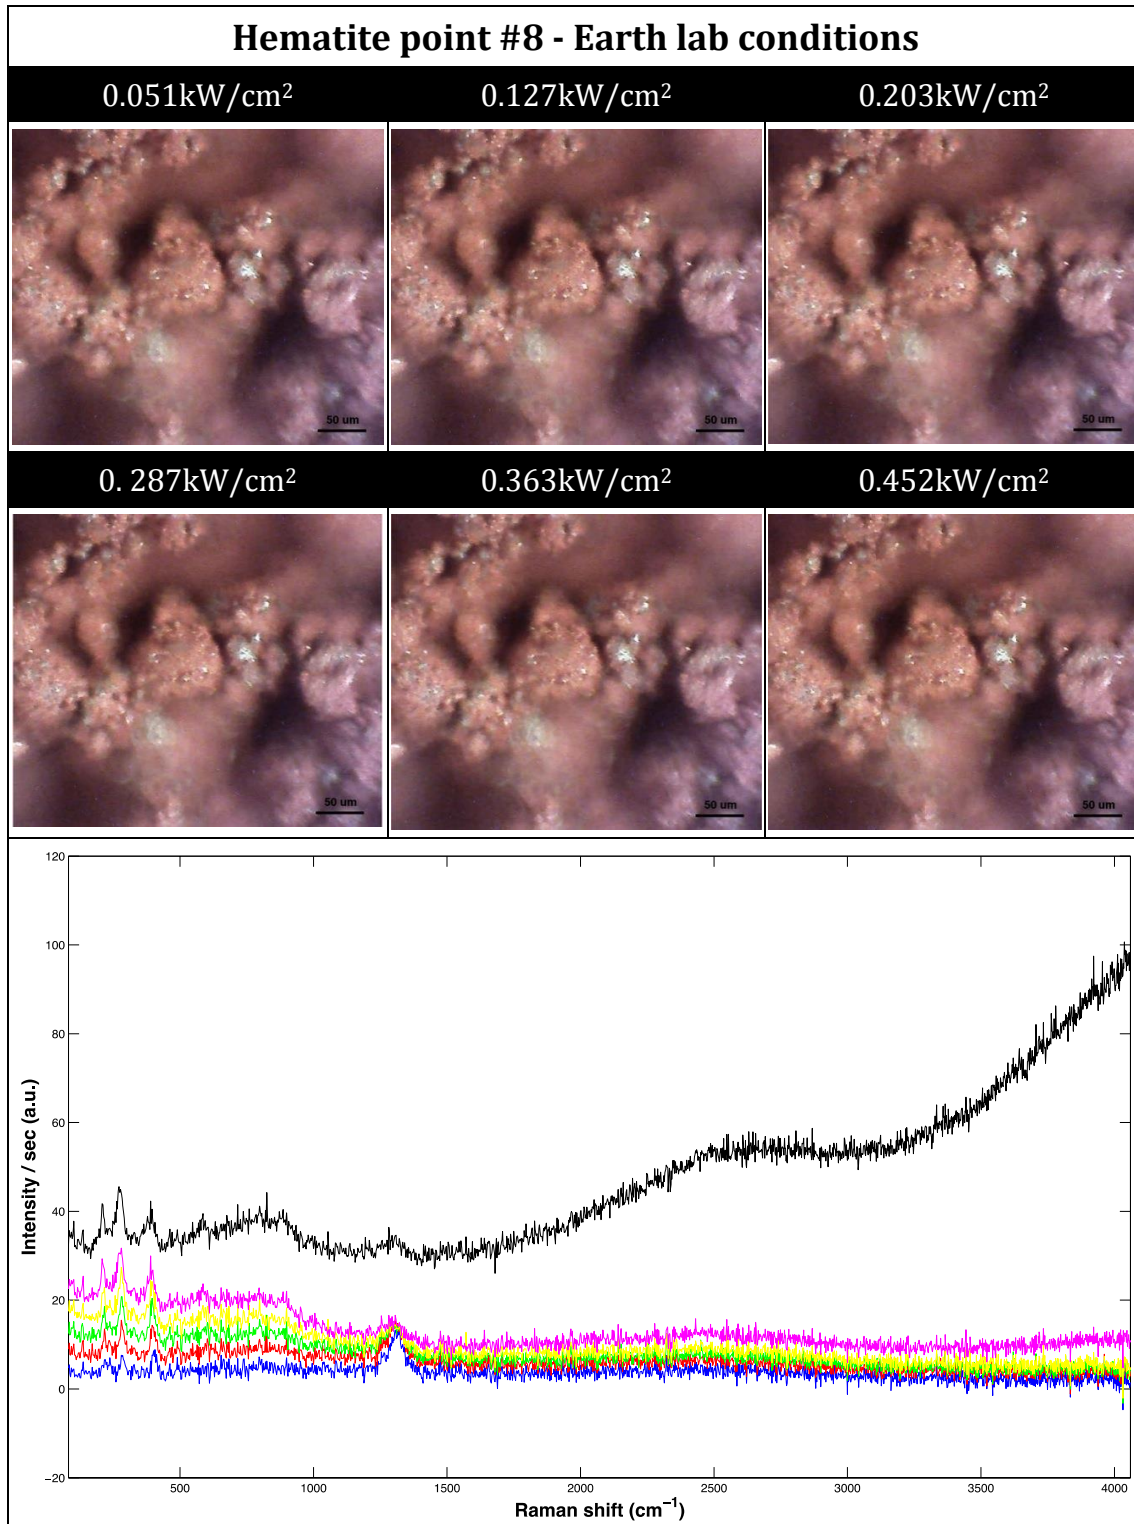 Hematite point #8 - Earth lab conditions
0.051kW/cm²
0.127kW/cm²
0.203kW/cm²
50 um
50 um
50 um
0. 287kW/cm²
0.363kW/cm²
0.452kW/cm²
50 um
50 um
50 um
120
100
80
60
40
20
0
−20
Intensity / sec (a.u.)
500
1000
1500
2000
2500
3000
3500
4000
Raman shift (cm⁻¹)